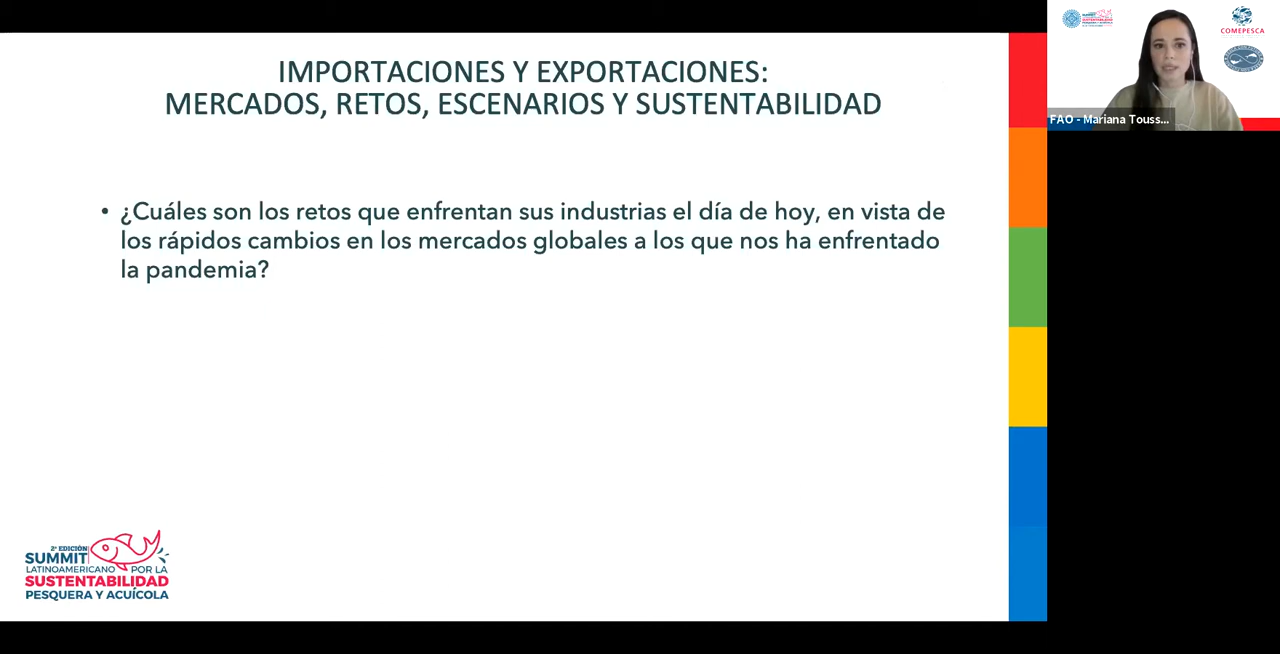 IMPORTACIONES Y EXPORTACIONES:
MERCADOS, RETOS, ESCENARIOS Y SUSTENTABILIDAD
• ¿Cuáles son los retos que enfrentan sus industrias el día de hoy, en vista de
los rápidos cambios en los mercados globales a los que nos ha enfrentado
la pandemia?
2ª EDICIÓN
SUMMIT
LATINOAMERICANO POR LA
SUSTENTABILIDAD
PESQUERA Y ACUÍCOLA
COMEPESCA
FAO - Mariana Touss...